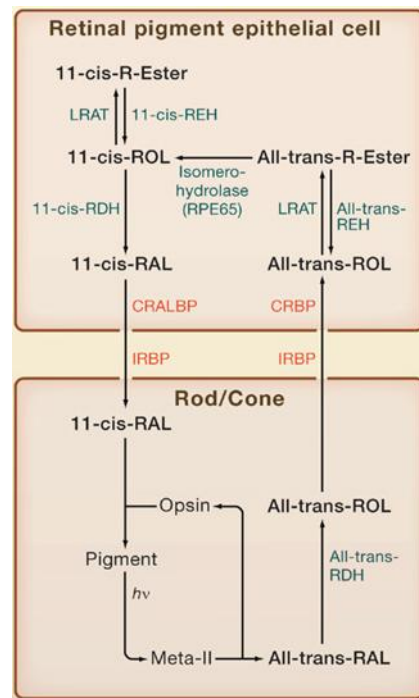 Retinal pigment epithelial cell
11-cis-R-Ester
LRAT
11-cis-REH
11-cis-ROL
All-trans-R-Ester
Isomero-
hydrolase
(RPE65)
11-cis-RDH
LRAT
All-trans-
REH
11-cis-RAL
All-trans-ROL
CRALBP
CRBP
IRBP
IRBP
Rod/Cone
11-cis-RAL
Opsin
All-trans-ROL
Pigment
All-trans-
RDH
hν
Meta-II
All-trans-RAL